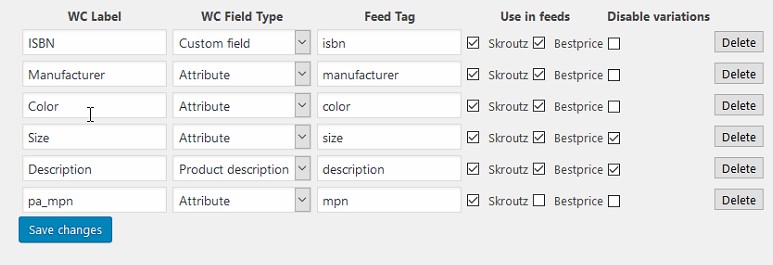 WC Label WC Field Type Feed Tag Use in feeds Disable variations
ISBN Custom field isbn Skroutz Bestprice Delete
Manufacturer Attribute manufacturer Skroutz Bestprice Delete
Color Attribute color Skroutz Bestprice Delete
Size Attribute size Skroutz Bestprice Delete
Description Product description description Skroutz Bestprice Delete
pa_mpn Attribute mpn Skroutz Bestprice Delete
Save changes